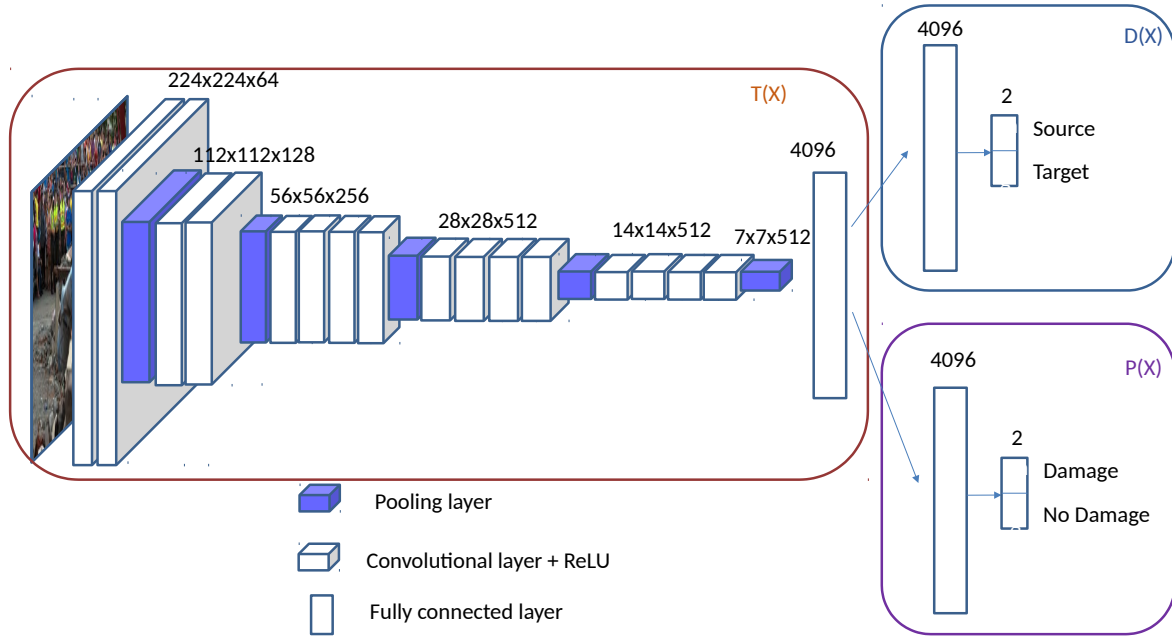 224x224x64
T(X)
112x112x128
56x56x256
28x28x512
14x14x512
7x7x512
4096
4096
D(X)
2
Source
Target
4096
P(X)
2
Damage
No Damage
Pooling layer
Convolutional layer + ReLU
Fully connected layer